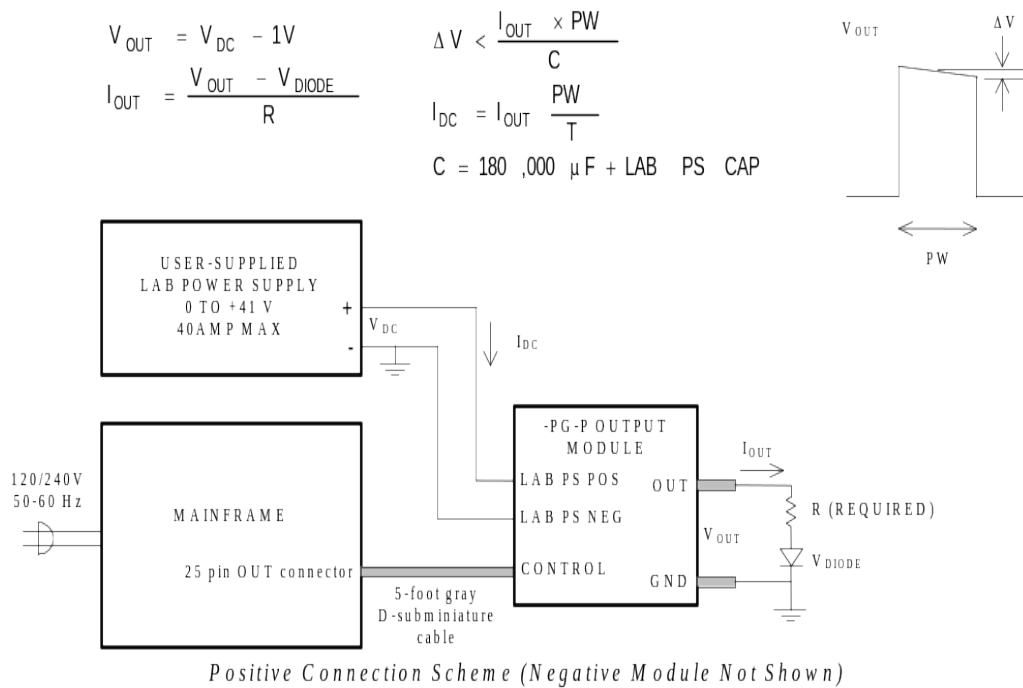 V OUT = V DC − 1V
I OUT = V OUT − V DIODE / R
Δ V < I OUT × PW / C
I DC = I OUT PW / T
C = 180 ,000 µ F + LAB PS CAP
V OUT
Δ V
PW
USER-SUPPLIED
LAB POWER SUPPLY
0 TO +41 V
40AMP MAX
+
-
V DC
I DC
120/240V
50-60 Hz
MAINFRAME
25 pin OUT connector
5-foot gray
D-subminiature
cable
-PG-P OUTPUT
MODULE
LAB PS POS
LAB PS NEG
CONTROL
OUT
GND
I OUT
V OUT
R (REQUIRED)
V DIODE
Positive Connection Scheme (Negative Module Not Shown)